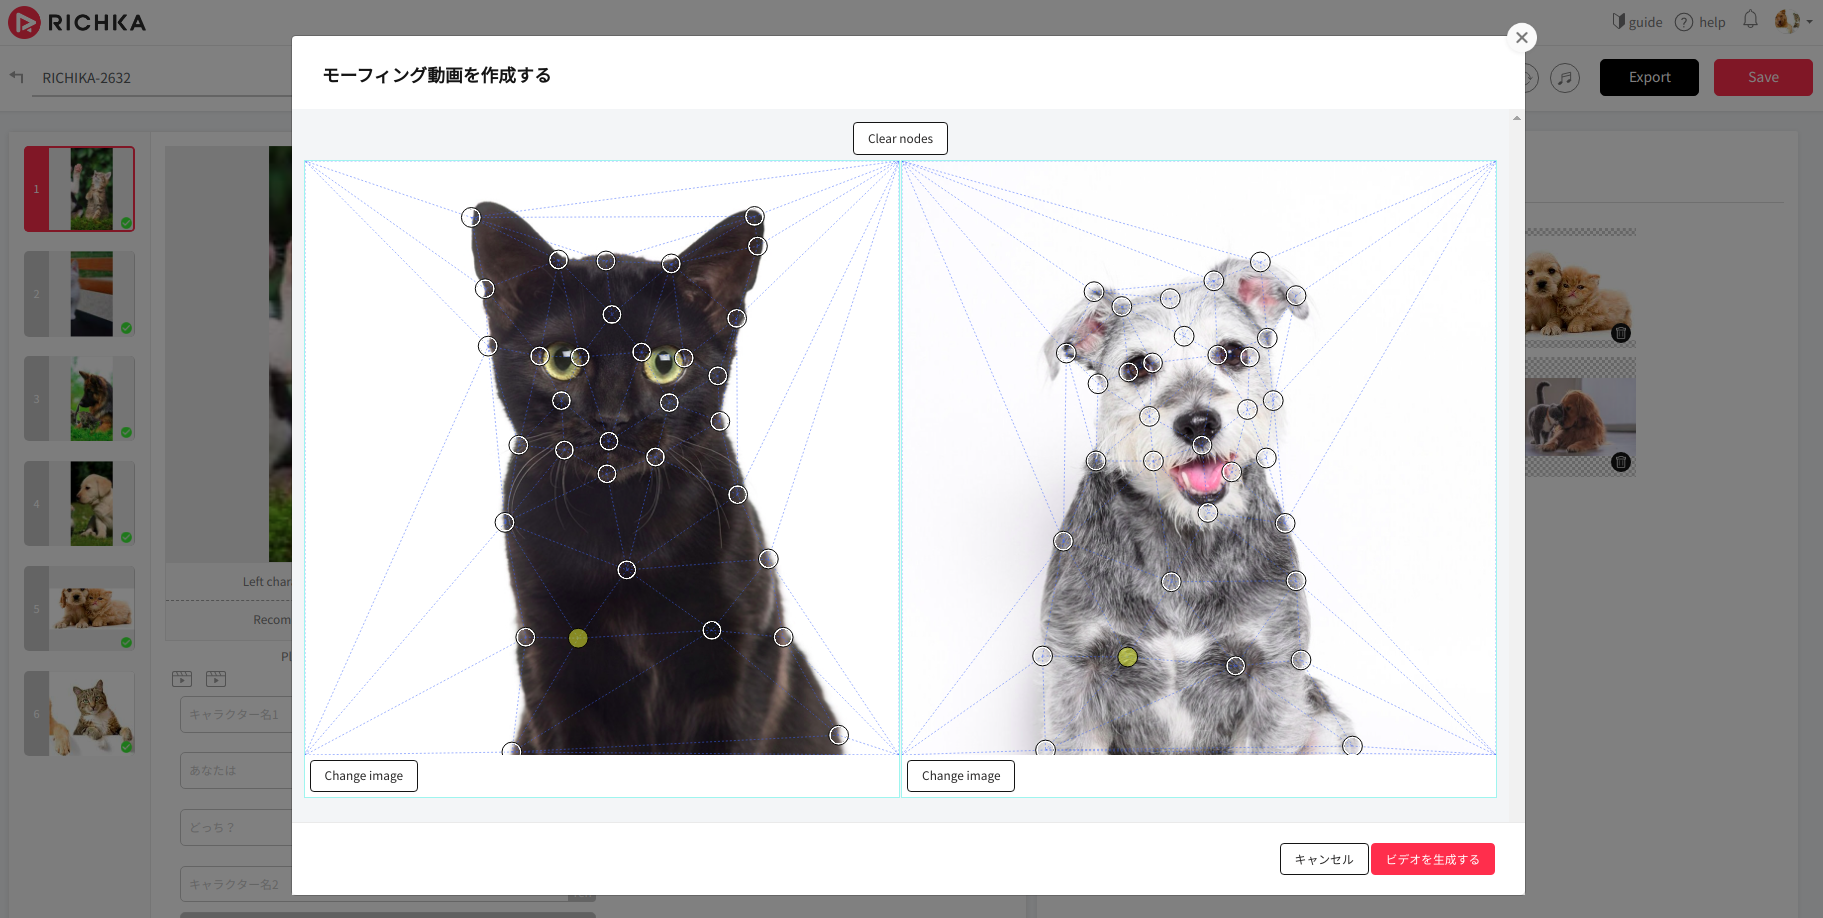 RICHKA
guide
help
RICHIKA-2632
Export
Save
モーフィング動画を作成する
Clear nodes
1
2
3
4
5
6
Left char
Recom
Pl
キャラクター名1
あなたは
どっち？
キャラクター名2
Change image
Change image
キャンセル
ビデオを生成する